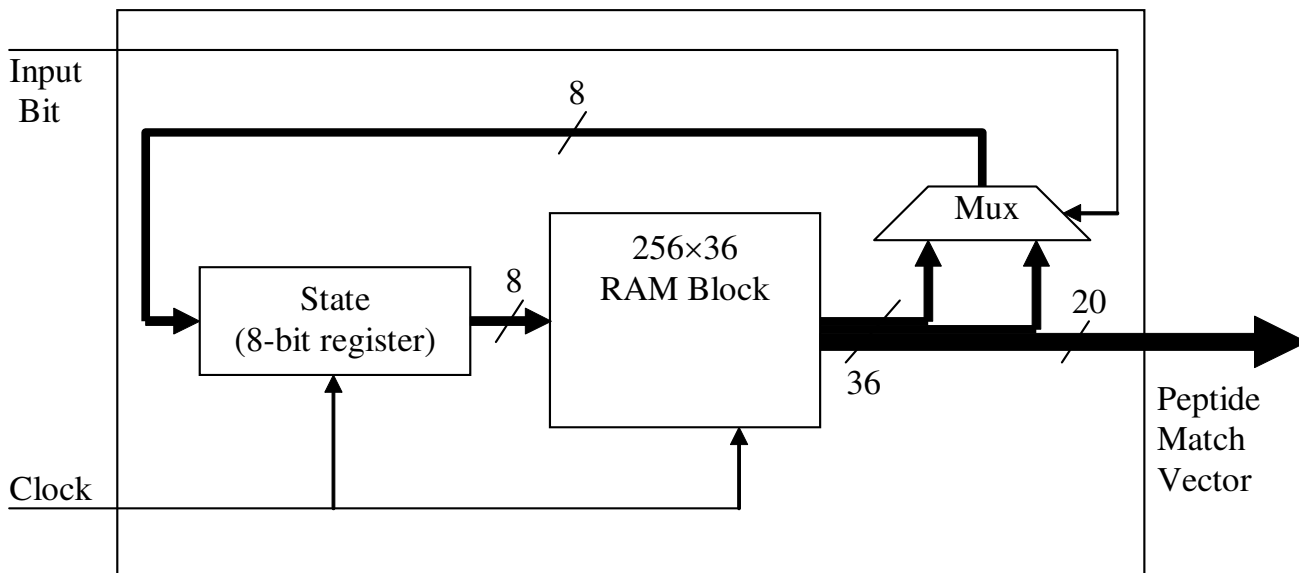 Input
Bit
8
Mux
256×36
RAM Block
State
(8-bit register)
8
20
36
Peptide
Match
Vector
Clock